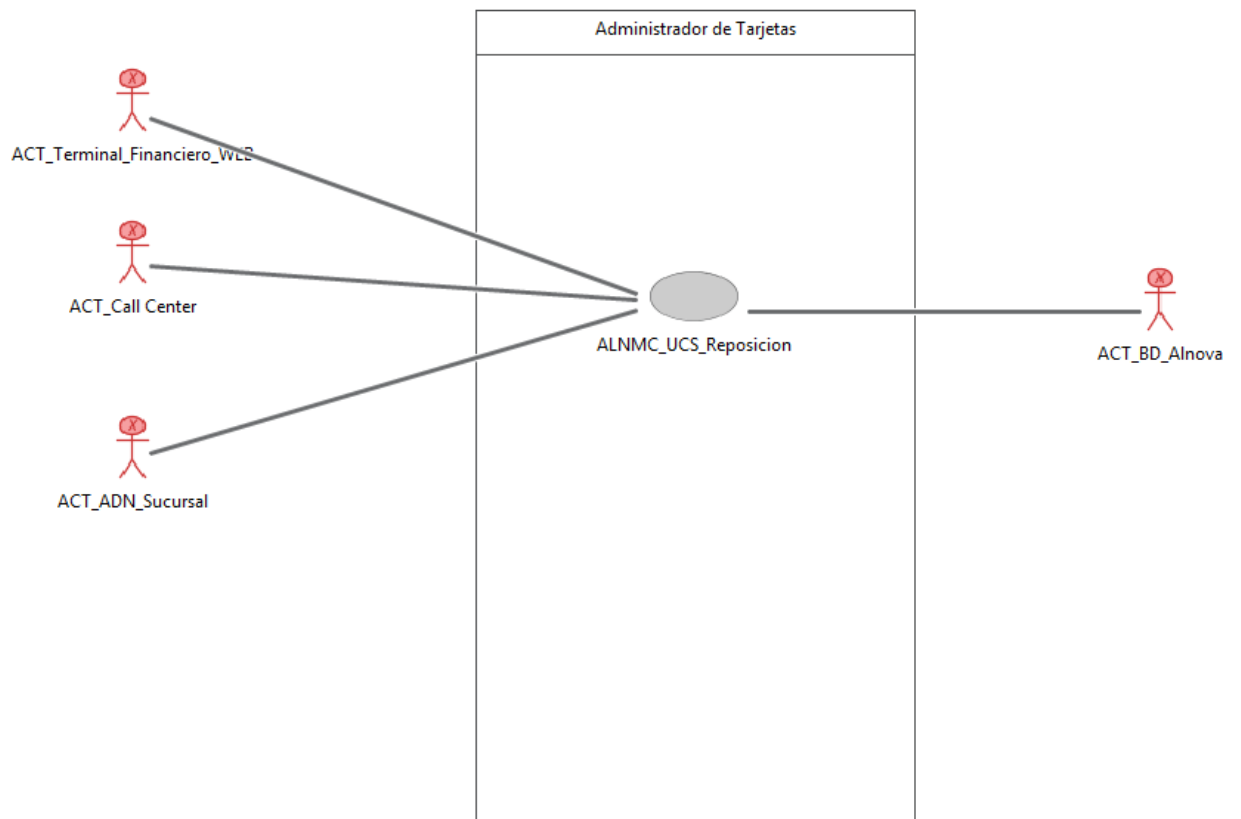 Administrador de Tarjetas
ACT_Terminal_Financiero_WEB
ACT_Call Center
ALNMC_UCS_Reposicion
ACT_BD_Alnova
ACT_ADN_Sucursal